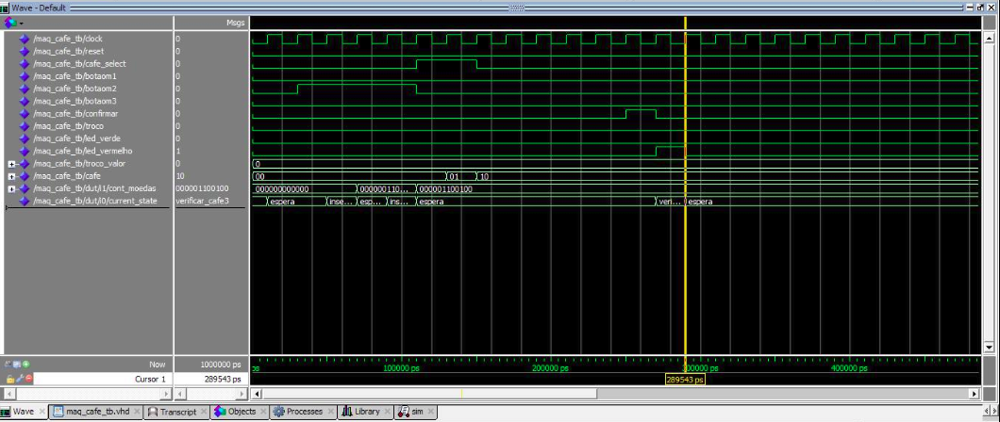 Wave - Default
Msgs
/maq_cafe_tb/clock 0
/maq_cafe_tb/reset 0
/maq_cafe_tb/cafe_select 0
/maq_cafe_tb/botaom1 0
/maq_cafe_tb/botaom2 0
/maq_cafe_tb/botaom3 0
/maq_cafe_tb/confirmar 0
/maq_cafe_tb/troco 0
/maq_cafe_tb/led_verde 0
/maq_cafe_tb/led_vermelho 1
/maq_cafe_tb/troco_valor 0 0
/maq_cafe_tb/cafe 10 00 01 10
/maq_cafe_tb/dut/i1/cont_moedas 000001100100 000000000000 000000110... 000001100100
/maq_cafe_tb/dut/i0/current_state verificar_cafe3 espera inse... esp... ins... espera veri... espera
Now 1000000 ps ps 100000 ps 200000 ps 400000 ps
Cursor 1 289543 ps 289543 ps
Wave maq_cafe_tb.vhd Transcript Objects Processes Library sim